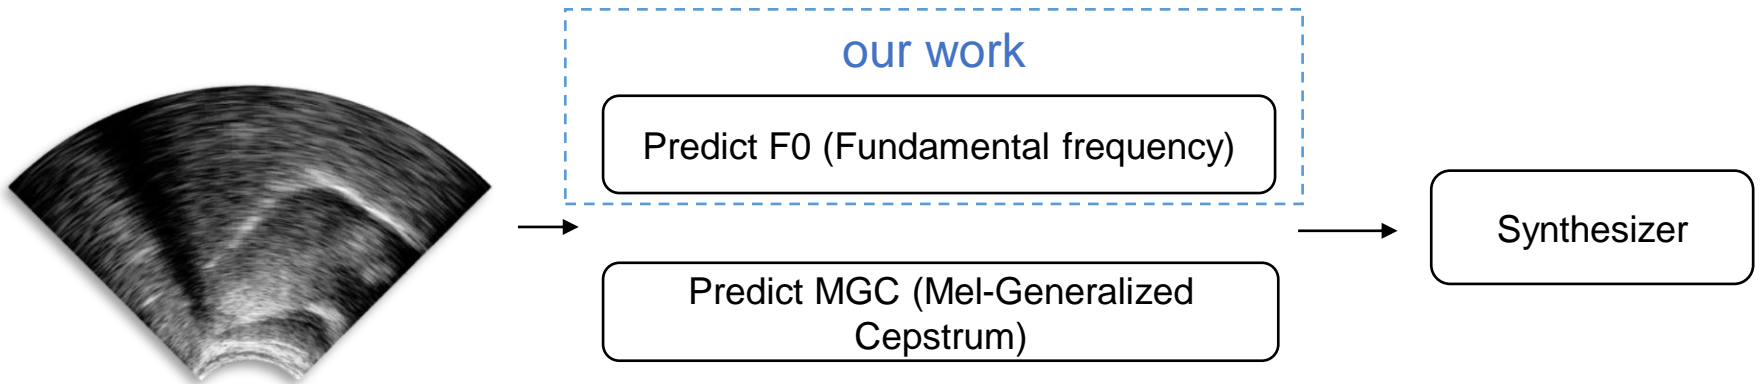 our work
Predict F0 (Fundamental frequency)
Synthesizer
Predict MGC (Mel-Generalized
Cepstrum)